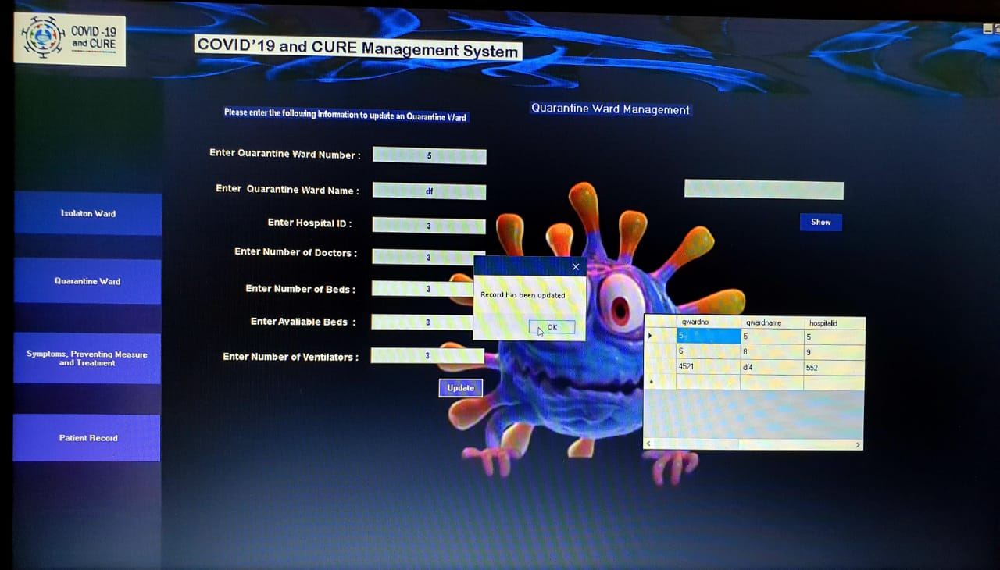 COVID -19
and CURE
COVID'19 and CURE Management System
Please enter the following information to update an Quarantine Ward
Quarantine Ward Management
Enter Quarantine Ward Number : 5
Enter Quarantine Ward Name : df
Enter Hospital ID : 3
Enter Number of Doctors : 3
Enter Number of Beds : 3
Enter Avaliable Beds : 3
Enter Number of Ventilators : 3
Update
Isolaton Ward
Quarantine Ward
Symptoms, Preventing Measure
and Treatment
Patient Record
Show
Record has been updated
OK
qwardno qwardname hospitalid
5 5 5
6 8 9
4521 df4 552